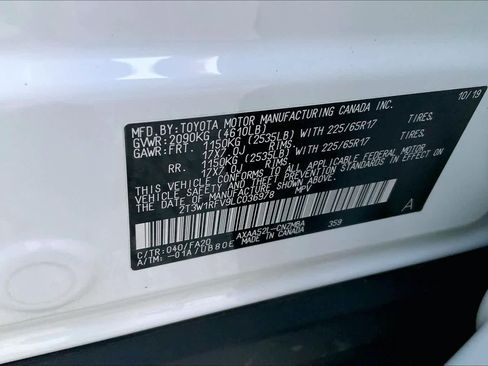 MFD.BY:TOYOTA MOTOR MANUFACTURING CANADA INC. 10/19
GVWR:2090KG (4610LB)
GAWR:FRT. 1150KG (2535LB) WITH 225/65R17 TIRES,
17X7.0J RIMS
RR. 1150KG (2535LB) WITH 225/65R17 TIRES,
17X7.0J RIMS
THIS VEHICLE CONFORMS TO ALL APPLICABLE FEDERAL MOTOR
VEHICLE SAFETY AND THEFT PREVENTION STANDARDS IN EFFECT
ON THE DATE OF MANUFACTURE SHOWN ABOVE.
2T3W1RFV9LC036978 MPV A
AXAA52L-CNZMBA 359
C/TR:040/FA20 MADE IN CANADA
A/TM:-01A/UB80E